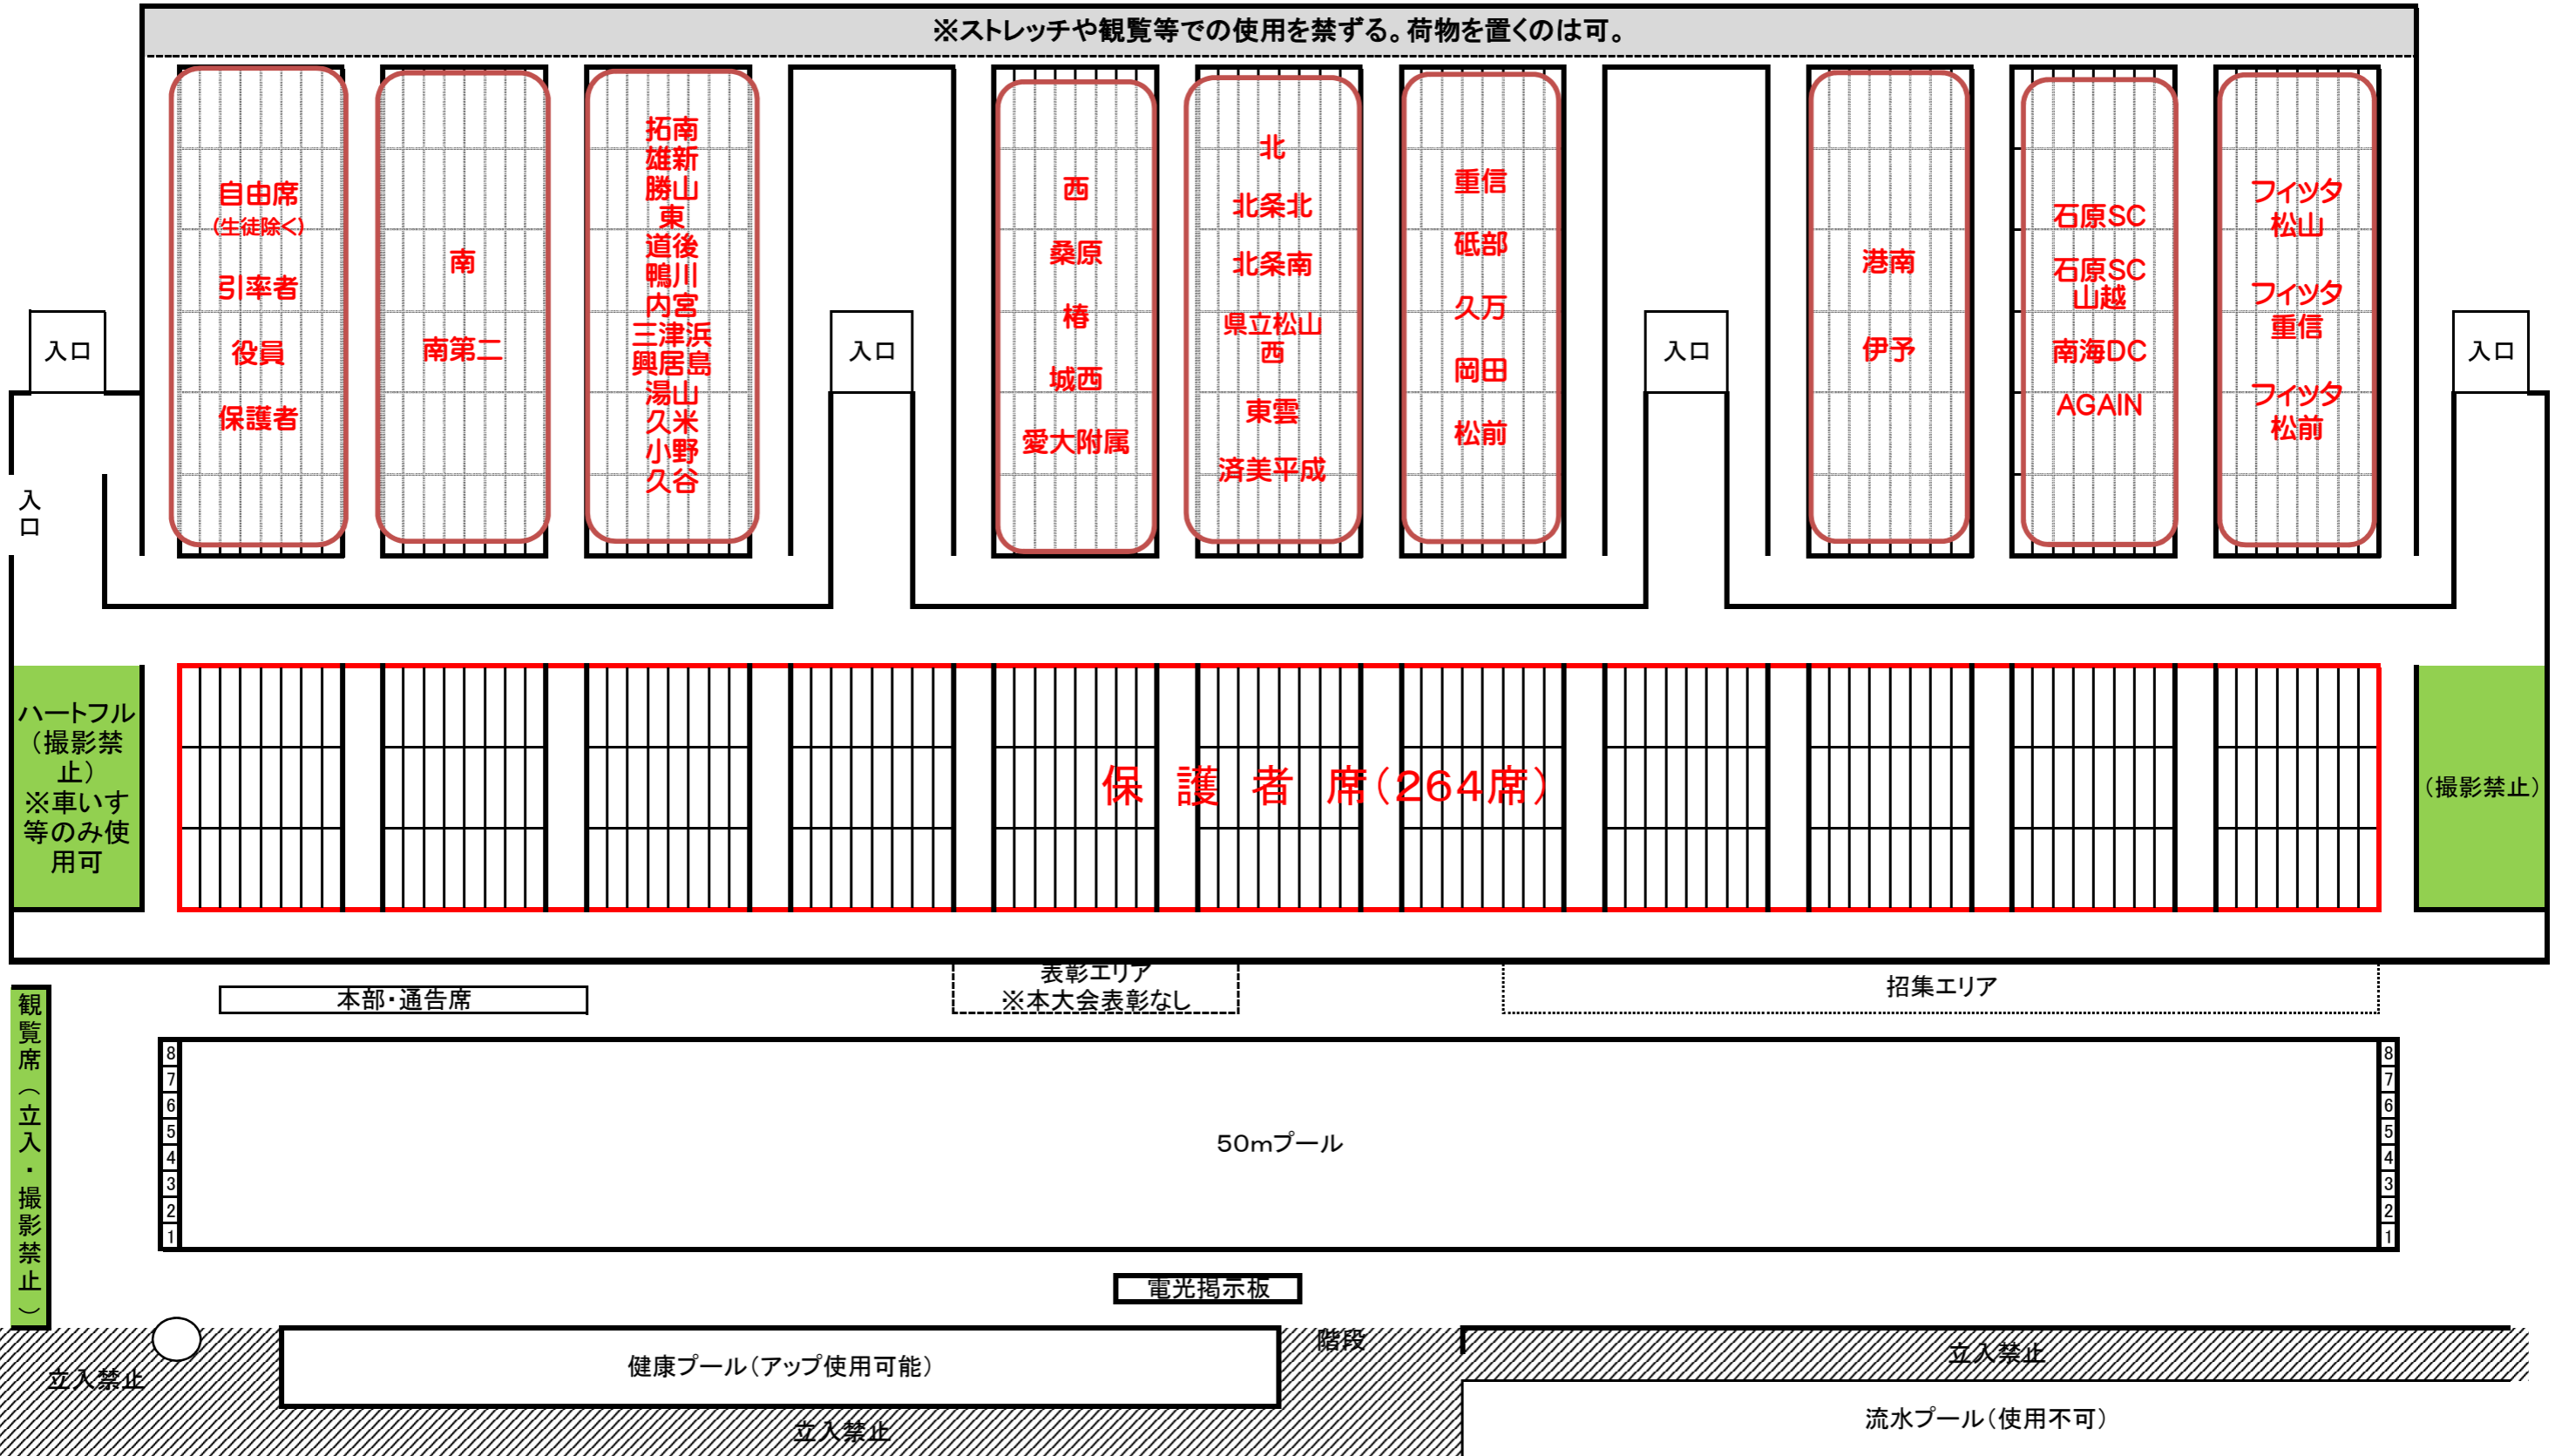 ※ストレッチや観覧等での使用を禁ずる。荷物を置くのは可。
自由席
(生徒除く)
引率者
役員
保護者
南
南第二
拓南
雄新
勝山
東
道後
鴨川
内宮
三津浜
興居島
湯山
久米
小野
久谷
西
桑原
椿
城西
愛大附属
北
北条北
北条南
県立松山
西
東雲
済美平成
重信
砥部
久万
岡田
松前
港南
伊予
石原SC
石原SC
山越
南海DC
AGAIN
フィッタ
松山
フィッタ
重信
フィッタ
松前
入口
入口
入口
入口
入
口
ハートフル
（撮影禁
止）
※車いす
等のみ使
用可
保 護 者 席(264席)
(撮影禁止)
本部・通告席
表彰エリア
※本大会表彰なし
招集エリア
観覧席（立入・撮影禁止）
8
7
6
5
4
3
2
1
50mプール
8
7
6
5
4
3
2
1
電光掲示板
階段
立入禁止
健康プール(アップ使用可能)
立入禁止
立入禁止
流水プール(使用不可)